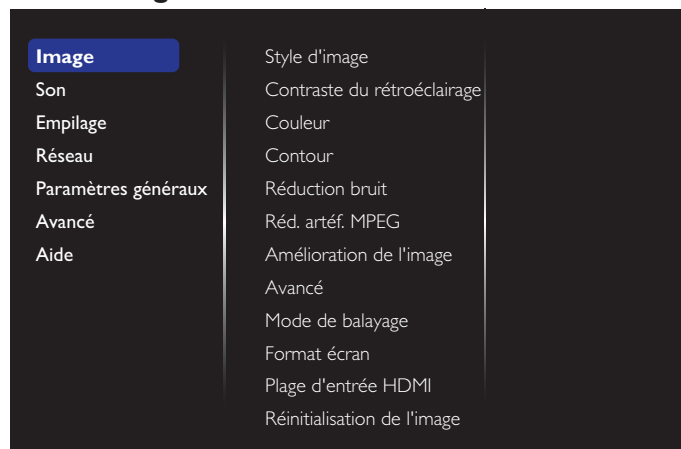 Image
Son
Empilage
Réseau
Paramètres généraux
Avancé
Aide
Style d'image
Contraste du rétroéclairage
Couleur
Contour
Réduction bruit
Réd. artéf. MPEG
Amélioration de l'image
Avancé
Mode de balayage
Format écran
Plage d'entrée HDMI
Réinitialisation de l'image